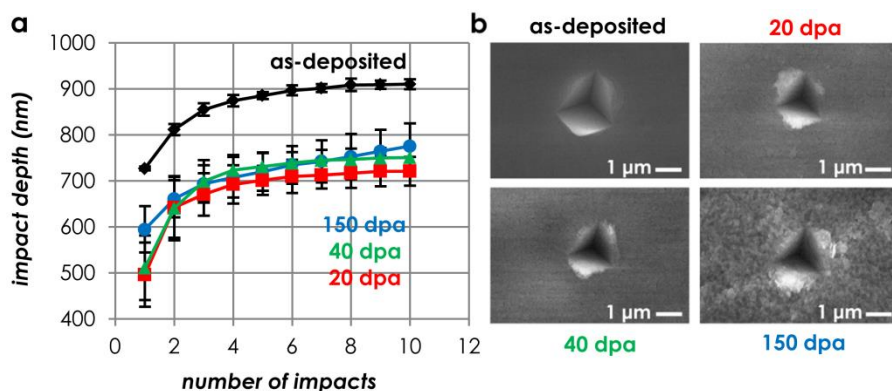 a
1000
900
800
700
600
500
400
0
2
4
6
8
10
12
impact depth (nm)
number of impacts
as-deposited
150 dpa
40 dpa
20 dpa
b
as-deposited
20 dpa
1 µm
1 µm
1 µm
1 µm
40 dpa
150 dpa